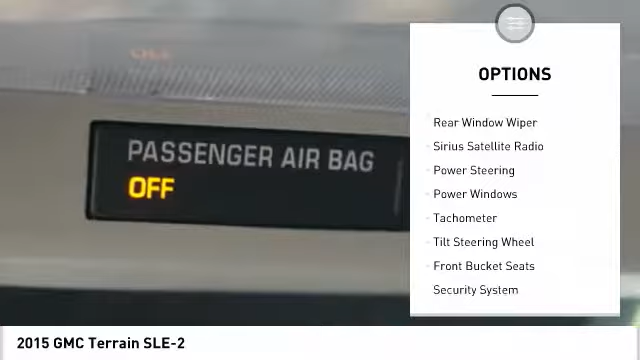 PASSENGER AIR BAG
OFF
OPTIONS
Rear Window Wiper
Sirius Satellite Radio
Power Steering
Power Windows
Tachometer
Tilt Steering Wheel
Front Bucket Seats
Security System
2015 GMC Terrain SLE-2